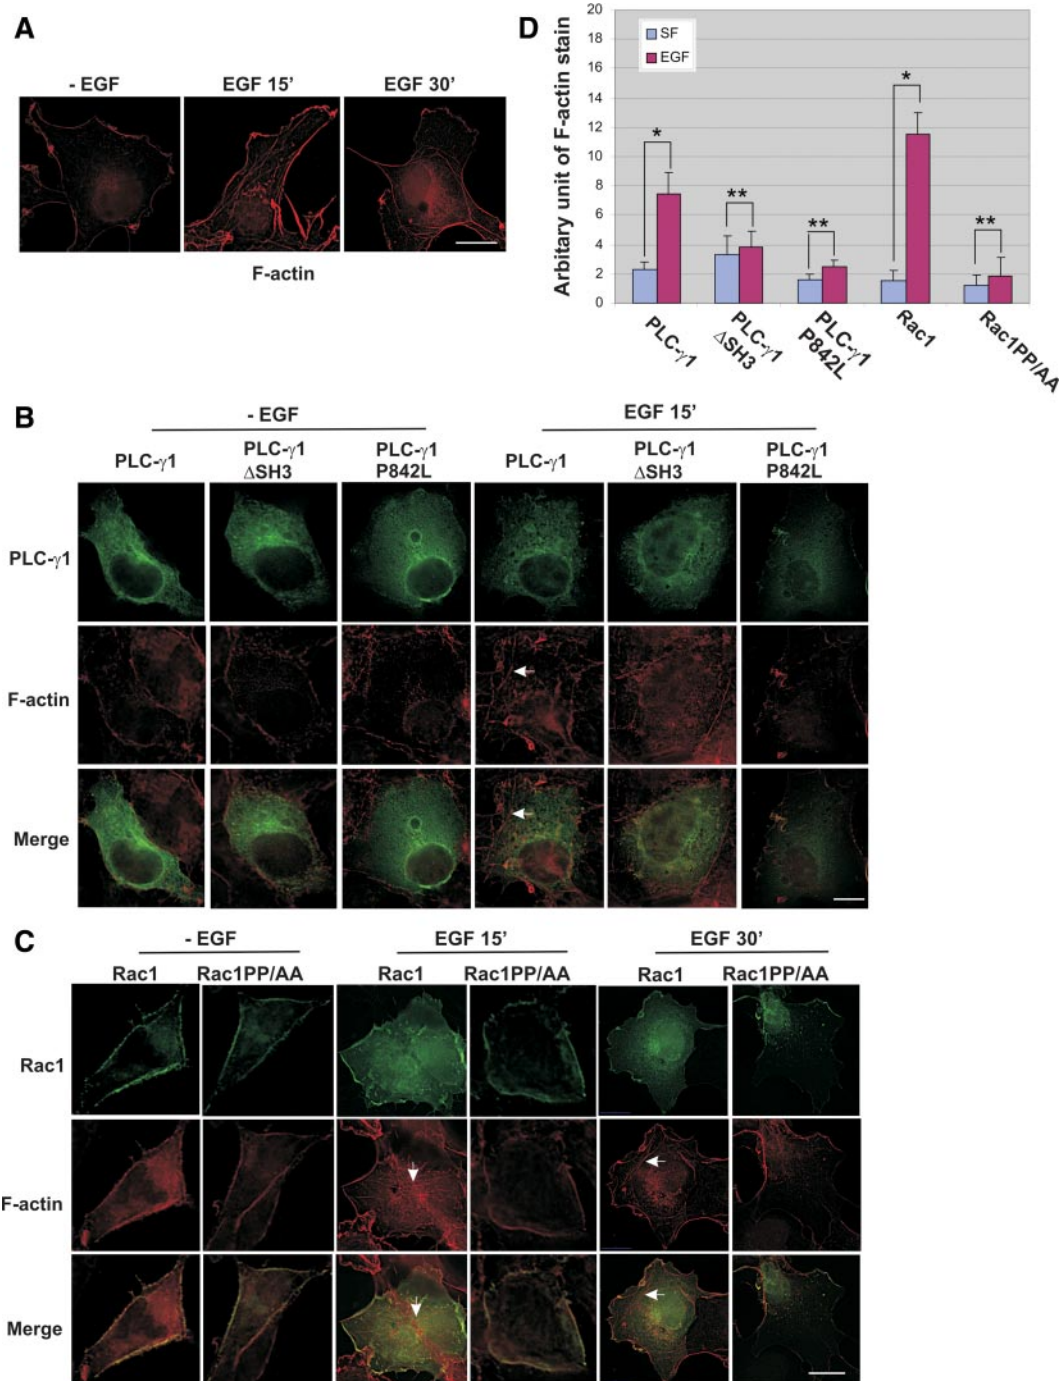 A
- EGF EGF 15' EGF 30'
F-actin
D
Arbitary unit of F-actin stain
20
18
16
14
12
10
8
6
4
2
0
SF
EGF
*
**
**
*
**
PLC-γ1
PLC-γ1
ΔSH3
PLC-γ1
P842L
Rac1
Rac1PP/AA
B
- EGF EGF 15'
PLC-γ1 PLC-γ1 ΔSH3 PLC-γ1 P842L PLC-γ1 PLC-γ1 ΔSH3 PLC-γ1 P842L
PLC-γ1
F-actin
Merge
C
- EGF EGF 15' EGF 30'
Rac1 Rac1PP/AA Rac1 Rac1PP/AA Rac1 Rac1PP/AA
Rac1
F-actin
Merge